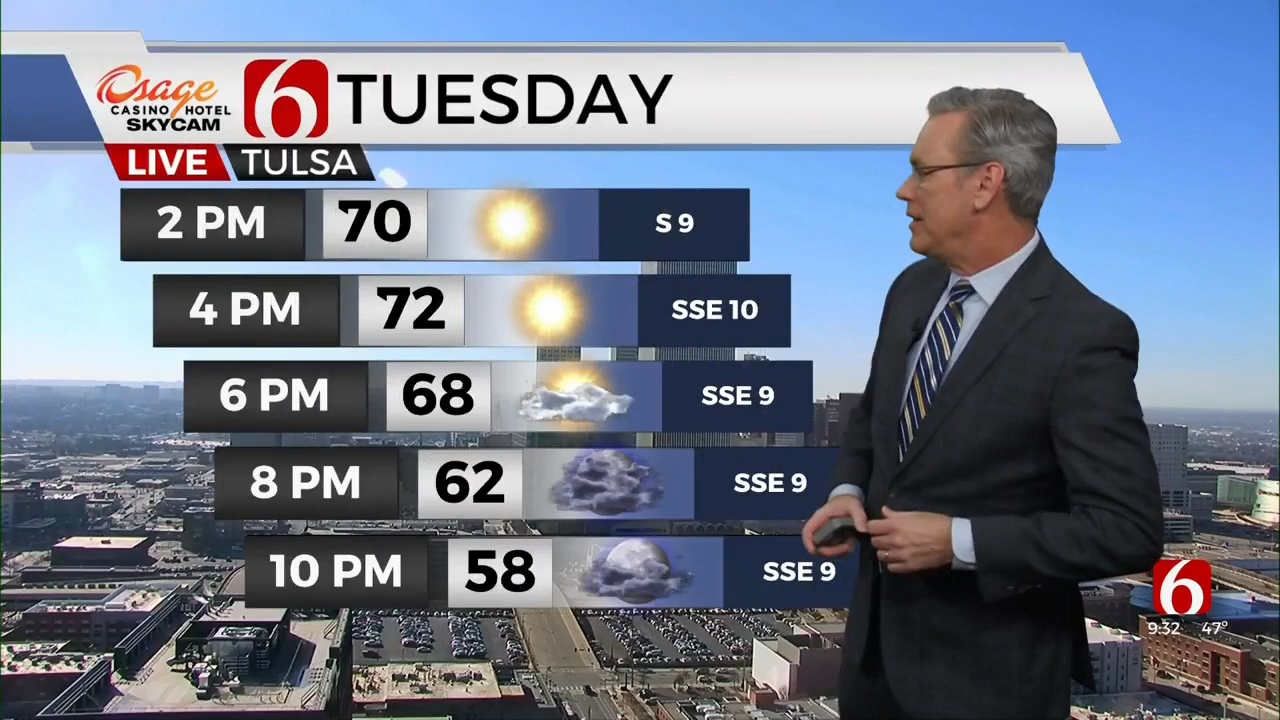 Osage
CASINO HOTEL
SKYCAM
6 TUESDAY
LIVE TULSA
2 PM 70 S 9
4 PM 72 SSE 10
6 PM 68 SSE 9
8 PM 62 SSE 9
10 PM 58 SSE 9
6
9:32 47°